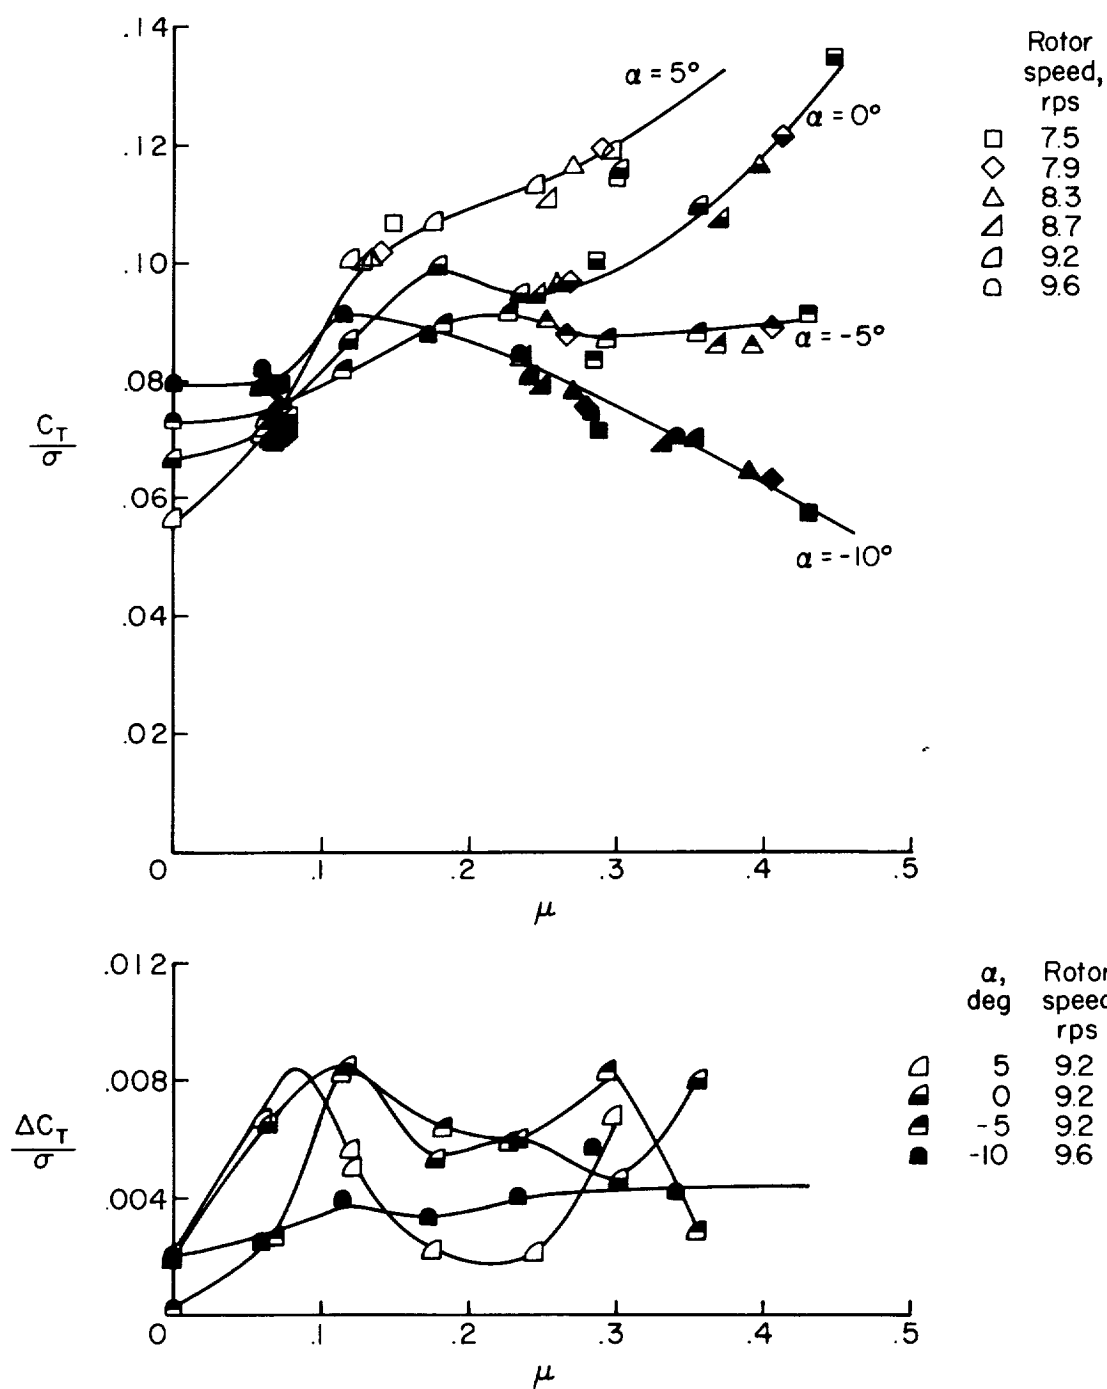 .14
.12
.10
.08
.06
.04
.02
C_T
σ
0
.1
.2
.3
.4
.5
μ
α = 5°
α = 0°
α = -5°
α = -10°
Rotor
speed,
rps
7.5
7.9
8.3
8.7
9.2
9.6
.012
.008
.004
ΔC_T
σ
0
.1
.2
.3
.4
.5
μ
α, Rotor
deg speed
rps
5 9.2
0 9.2
-5 9.2
-10 9.6